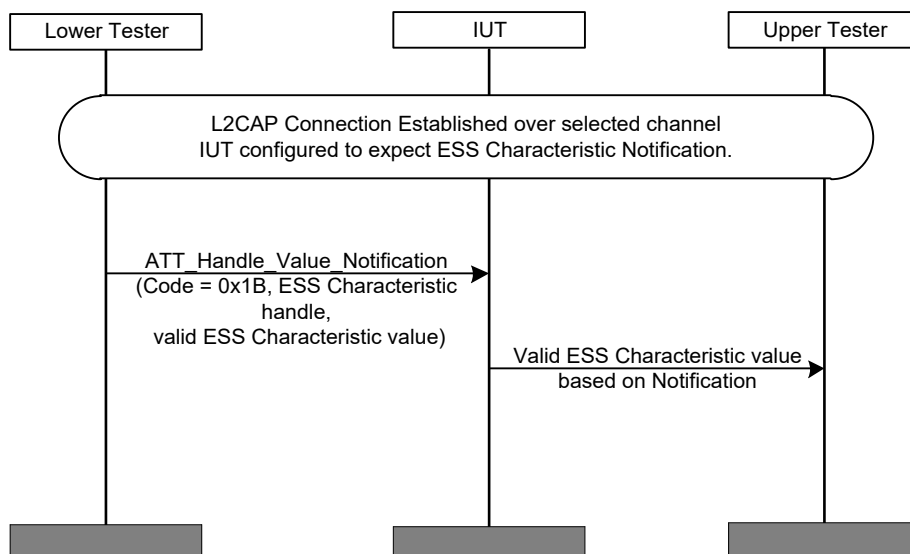 Lower Tester
IUT
Upper Tester
L2CAP Connection Established over selected channel
IUT configured to expect ESS Characteristic Notification.
ATT_Handle_Value_Notification
(Code = 0x1B, ESS Characteristic
handle,
valid ESS Characteristic value)
Valid ESS Characteristic value
based on Notification